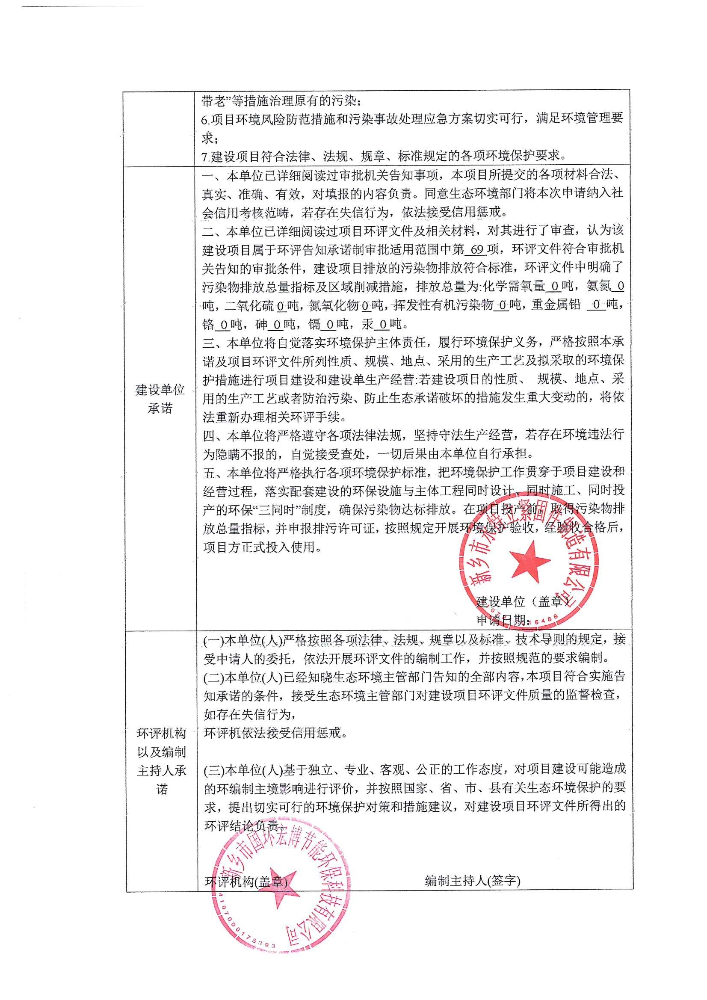 带老”等措施治理原有的污染；
6.项目环境风险防范措施和污染事故处理应急方案切实可行，满足环境管理要
求；
7.建设项目符合法律、法规、规章、标准规定的各项环境保护要求。
建设单位
承诺
一、本单位已详细阅读过审批机关告知事项，本项目所提交的各项材料合法、
真实、准确、有效，对填报的内容负责。同意生态环境部门将本次申请纳入社
会信用考核范畴，若存在失信行为，依法接受信用惩戒。
二、本单位已详细阅读过项目环评文件及相关材料，对其进行了审查，认为该
建设项目属于环评告知承诺制审批适用范围中第 69 项，环评文件符合审批机
关告知的审批条件，建设项目排放的污染物排放符合标准，环评文件中明确了
污染物排放总量指标及区域削减措施，排放总量为:化学需氧量 0 吨，氨氮 0
吨，二氧化硫 0 吨，氮氧化物 0 吨，挥发性有机污染物 0 吨，重金属铅 0 吨，
铬 0 吨，砷 0 吨，镉 0 吨，汞 0 吨。
三、本单位将自觉落实环境保护主体责任，履行环境保护义务，严格按照本承
诺及项目环评文件所列性质、规模、地点、采用的生产工艺及拟采取的环境保
护措施进行项目建设和建设单生产经营:若建设项目的性质、 规模、地点、采
用的生产工艺或者防治污染、防止生态承诺破坏的措施发生重大变动的，将依
法重新办理相关环评手续。
四、本单位将严格遵守各项法律法规，坚持守法生产经营，若存在环境违法行
为隐瞒不报的，自觉接受查处，一切后果由本单位自行承担。
五、本单位将严格执行各项环境保护标准，把环境保护工作贯穿于项目建设和
经营过程，落实配套建设的环保设施与主体工程同时设计、同时施工、同时投
产的环保“三同时”制度，确保污染物达标排放。在项目投产前，取得污染物排
放总量指标，并申报排污许可证，按照规定开展环境保护验收，经验收合格后，
项目方正式投入使用。
新乡市永特立紧固件制造有限公司
建设单位（盖章）
申请日期：
环评机构
以及编制
主持人承
诺
(一)本单位(人)严格按照各项法律、法规、规章以及标准、技术导则的规定，接
受申请人的委托，依法开展环评文件的编制工作，并按照规范的要求编制。
(二)本单位(人)已经知晓生态环境主管部门告知的全部内容，本项目符合实施告
知承诺的条件，接受生态环境主管部门对建设项目环评文件质量的监督检查，
如存在失信行为，
环评机依法接受信用惩戒。
(三)本单位(人)基于独立、专业、客观、公正的工作态度，对项目建设可能造成
的环编制主境影响进行评价，并按照国家、省、市、县有关生态环境保护的要
求，提出切实可行的环境保护对策和措施建议，对建设项目环评文件所得出的
环评结论负责。
新乡市国环宏博节能环保科技有限公司
环评机构(盖章)
编制主持人(签字)
4107000175393